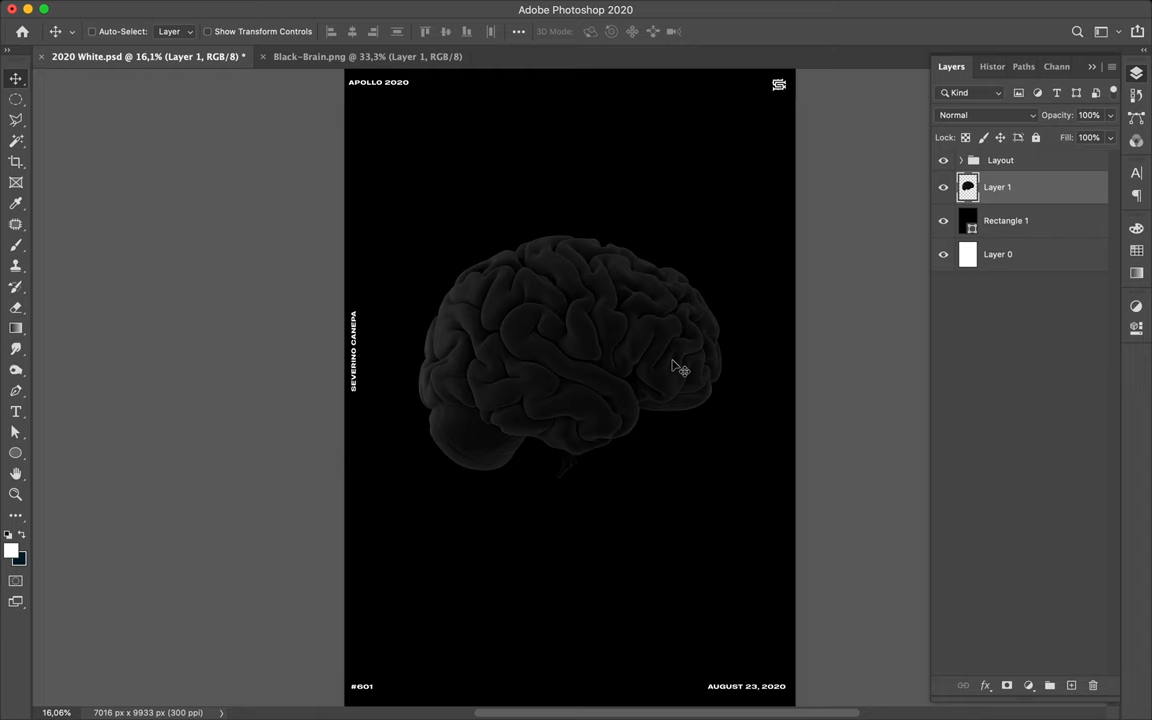 Adobe Photoshop 2020
Auto-Select: Layer Show Transform Controls 3D Mode:
2020 White.psd @ 16,1% (Layer 1, RGB/8) * Black-Brain.png @ 33,3% (Layer 1, RGB/8)
Layers Histor Paths Chann
Kind
Normal Opacity: 100%
Lock: Fill: 100%
Layout
Layer 1
Rectangle 1
Layer 0
APOLLO 2020
SEVERINO CANEPA
#601
AUGUST 23, 2020
16,06% 7016 px x 9933 px (300 ppi)